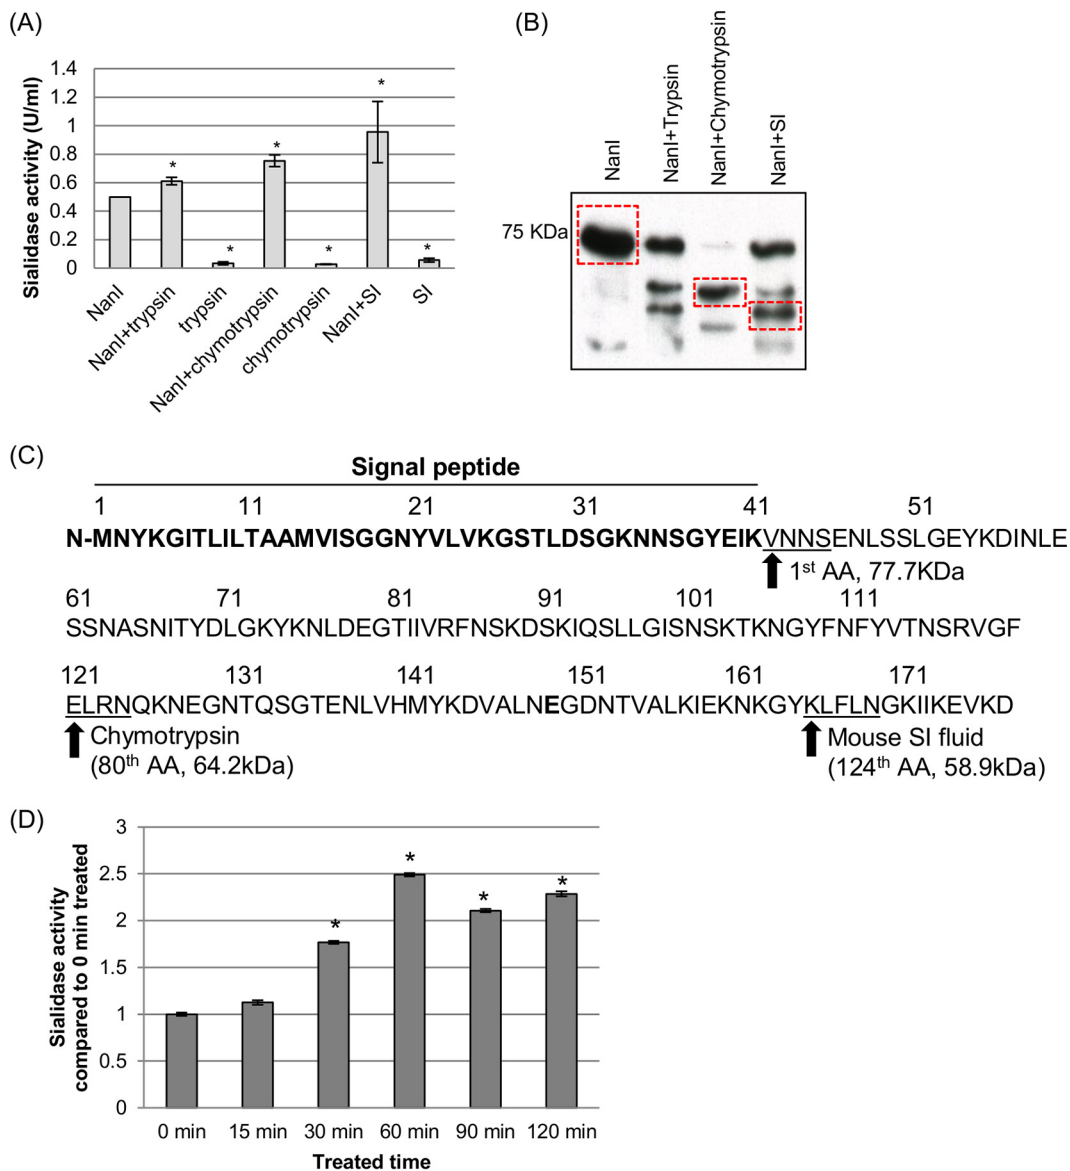 (A)
Sialidase activity (U/ml)
1.4
1.2
1
0.8
0.6
0.4
0.2
0
*
*
*
*
*
*
NanI
NanI+trypsin
trypsin
NanI+chymotrypsin
chymotrypsin
NanI+SI
SI
(B)
NanI
NanI+Trypsin
NanI+Chymotrypsin
NanI+SI
75 KDa
(C)
Signal peptide
1 11 21 31 41 51
N-MNYKGITLILTAAMVISGGNYVLVKGSTLDSGKNNSGYEIKVNNSENLSSLGEYKDINLE
1st AA, 77.7KDa
61 71 81 91 101 111
SSNASNITYDLGKYKNLDEGTIIVRFNSKDSKIQSLLGISNSKTKNGYFNFYVTNSRVGF
121 131 141 151 161 171
ELRNQKNEGNTQSGTENLVHMYKDVALNEGDNTVALKIEKNKGYKLFLNGKIIKEVKD
Chymotrypsin
(80th AA, 64.2kDa)
Mouse SI fluid
(124th AA, 58.9kDa)
(D)
Sialidase activity
compared to 0 min treated
3
2.5
2
1.5
1
0.5
0
*
*
*
*
0 min 15 min 30 min 60 min 90 min 120 min
Treated time